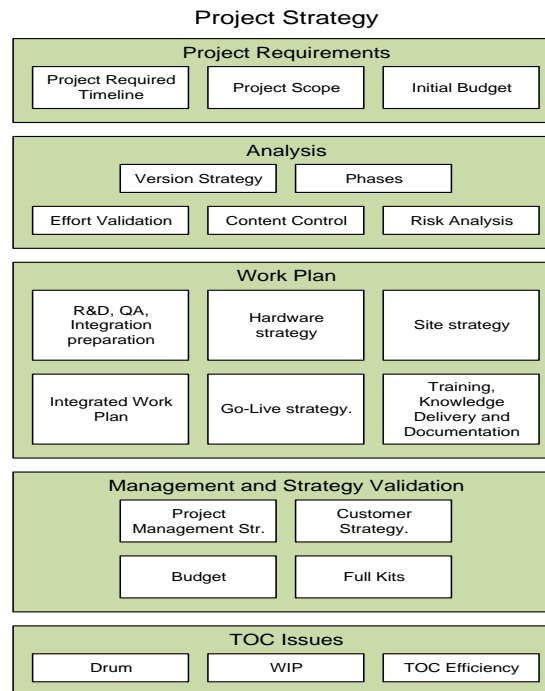 Project Strategy
Project Requirements
Project Required
Timeline
Project Scope
Initial Budget
Analysis
Version Strategy
Phases
Effort Validation
Content Control
Risk Analysis
Work Plan
R&D, QA,
Integration
preparation
Hardware
strategy
Site strategy
Integrated Work
Plan
Go-Live strategy.
Training,
Knowledge
Delivery and
Documentation
Management and Strategy Validation
Project
Management Str.
Customer
Strategy.
Budget
Full Kits
TOC Issues
Drum
WIP
TOC Efficiency